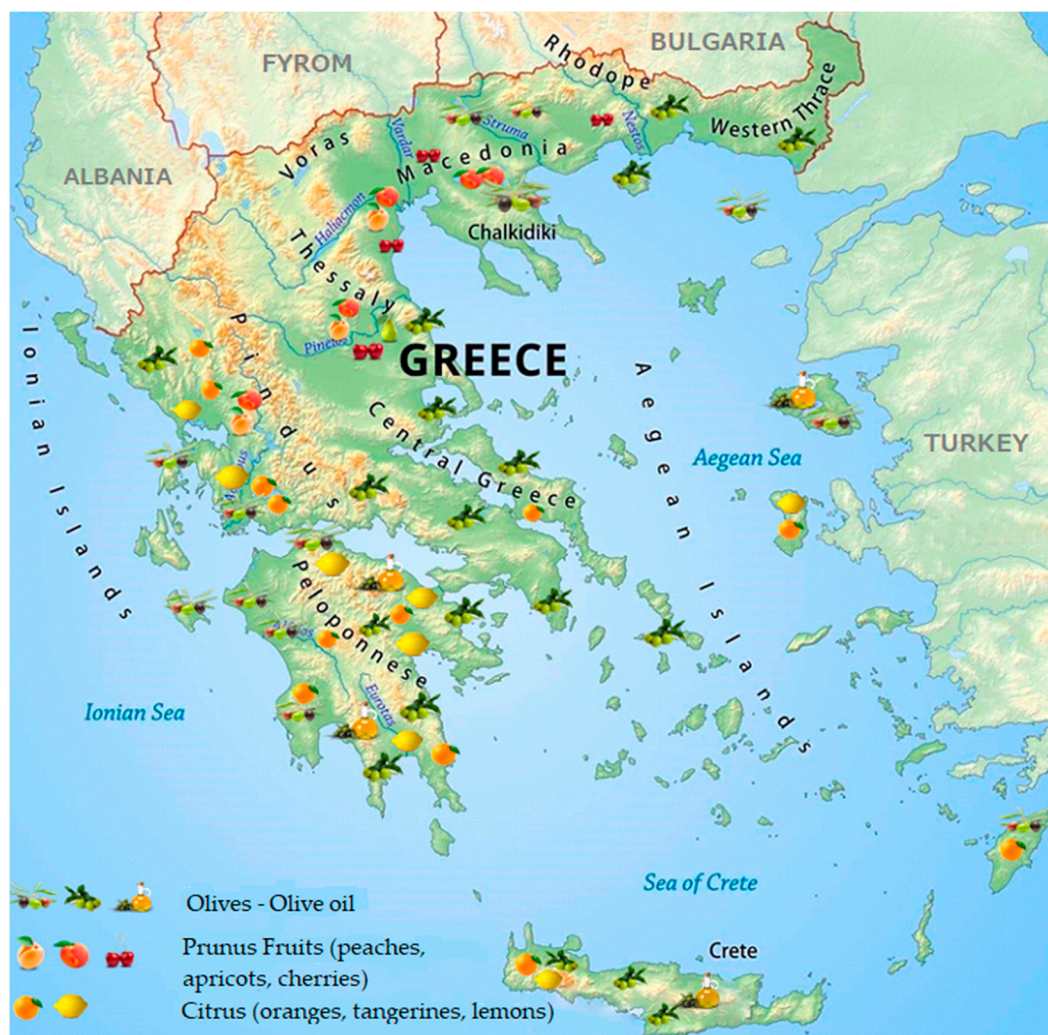 BULGARIA
FYROM
Rhodope
Western Thrace
Struma
Nestos
Vardar
Voras
Macedonia
ALBANIA
Haliacmon
Chalkidiki
Thessaly
Pindus
Ionian Islands
GREECE
Aegean Islands
Central Greece
TURKEY
Aegean Sea
Peloponnese
Eurotas
Ionian Sea
Sea of Crete
Olives - Olive oil
Prunus Fruits (peaches,
apricots, cherries)
Citrus (oranges, tangerines, lemons)
Crete